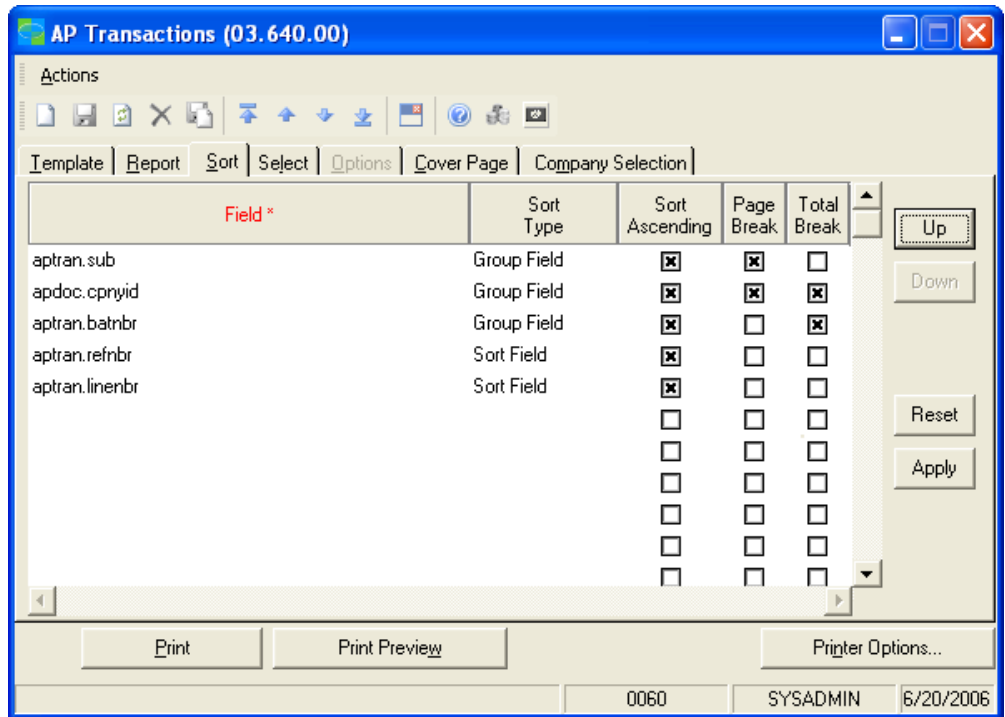 AP Transactions (03.640.00)
Actions
Template Report Sort Select Options Cover Page Company Selection
Field * Sort Type Sort Ascending Page Break Total Break
Up
aptran.sub Group Field
Down
apdoc.cpnyid Group Field
aptran.batnbr Group Field
aptran.refnbr Sort Field
aptran.linenbr Sort Field
Reset
Apply
Print Print Preview Printer Options...
0060 SYSADMIN 6/20/2006